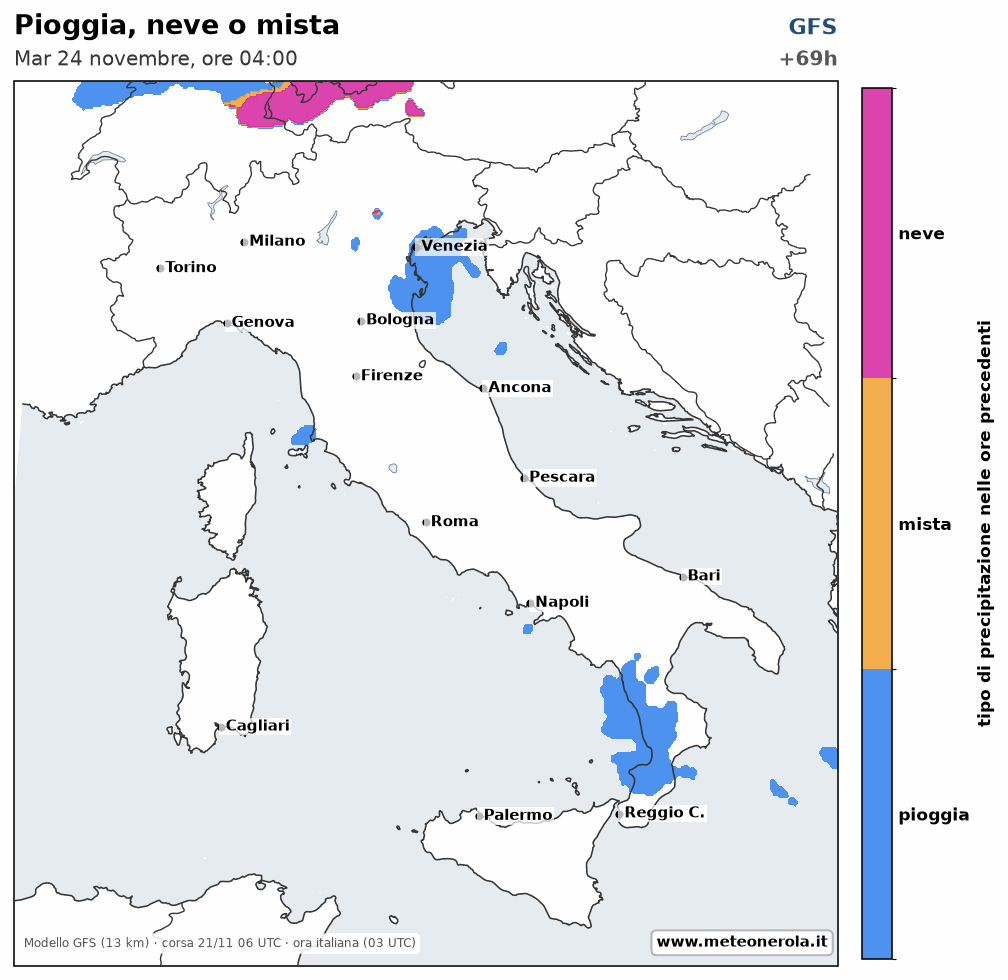 Pioggia, neve o mista
GFS
Mar 24 novembre, ore 04:00
+69h
neve
mista
pioggia
tipo di precipitazione nelle ore precedenti
Venezia
Milano
Torino
Bologna
Genova
Firenze
Ancona
Pescara
Roma
Bari
Napoli
Cagliari
Reggio C.
Palermo
Modello GFS (13 km) · corsa 21/11 06 UTC · ora italiana (03 UTC)
www.meteonerola.it